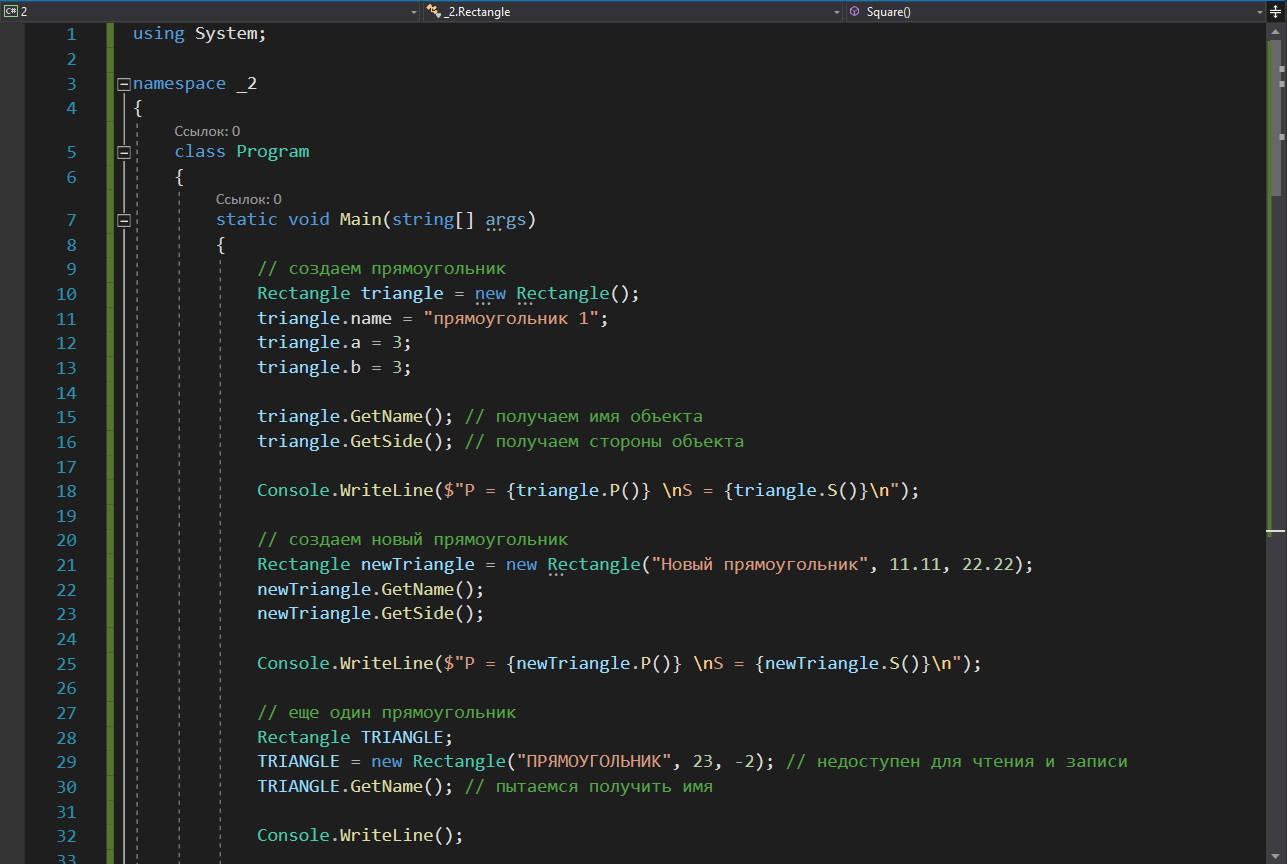 C# 2 _2.Rectangle Square()
1 using System;
2
3 namespace _2
4 {
Ссылок: 0
5 class Program
6 {
Ссылок: 0
7 static void Main(string[] args)
8 {
9 // создаем прямоугольник
10 Rectangle triangle = new Rectangle();
11 triangle.name = "прямоугольник 1";
12 triangle.a = 3;
13 triangle.b = 3;
14
15 triangle.GetName(); // получаем имя объекта
16 triangle.GetSide(); // получаем стороны объекта
17
18 Console.WriteLine($"P = {triangle.P()} \nS = {triangle.S()}\n");
19
20 // создаем новый прямоугольник
21 Rectangle newTriangle = new Rectangle("Новый прямоугольник", 11.11, 22.22);
22 newTriangle.GetName();
23 newTriangle.GetSide();
24
25 Console.WriteLine($"P = {newTriangle.P()} \nS = {newTriangle.S()}\n");
26
27 // еще один прямоугольник
28 Rectangle TRIANGLE;
29 TRIANGLE = new Rectangle("ПРЯМОУГОЛЬНИК", 23, -2); // недоступен для чтения и записи
30 TRIANGLE.GetName(); // пытаемся получить имя
31
32 Console.WriteLine();
33